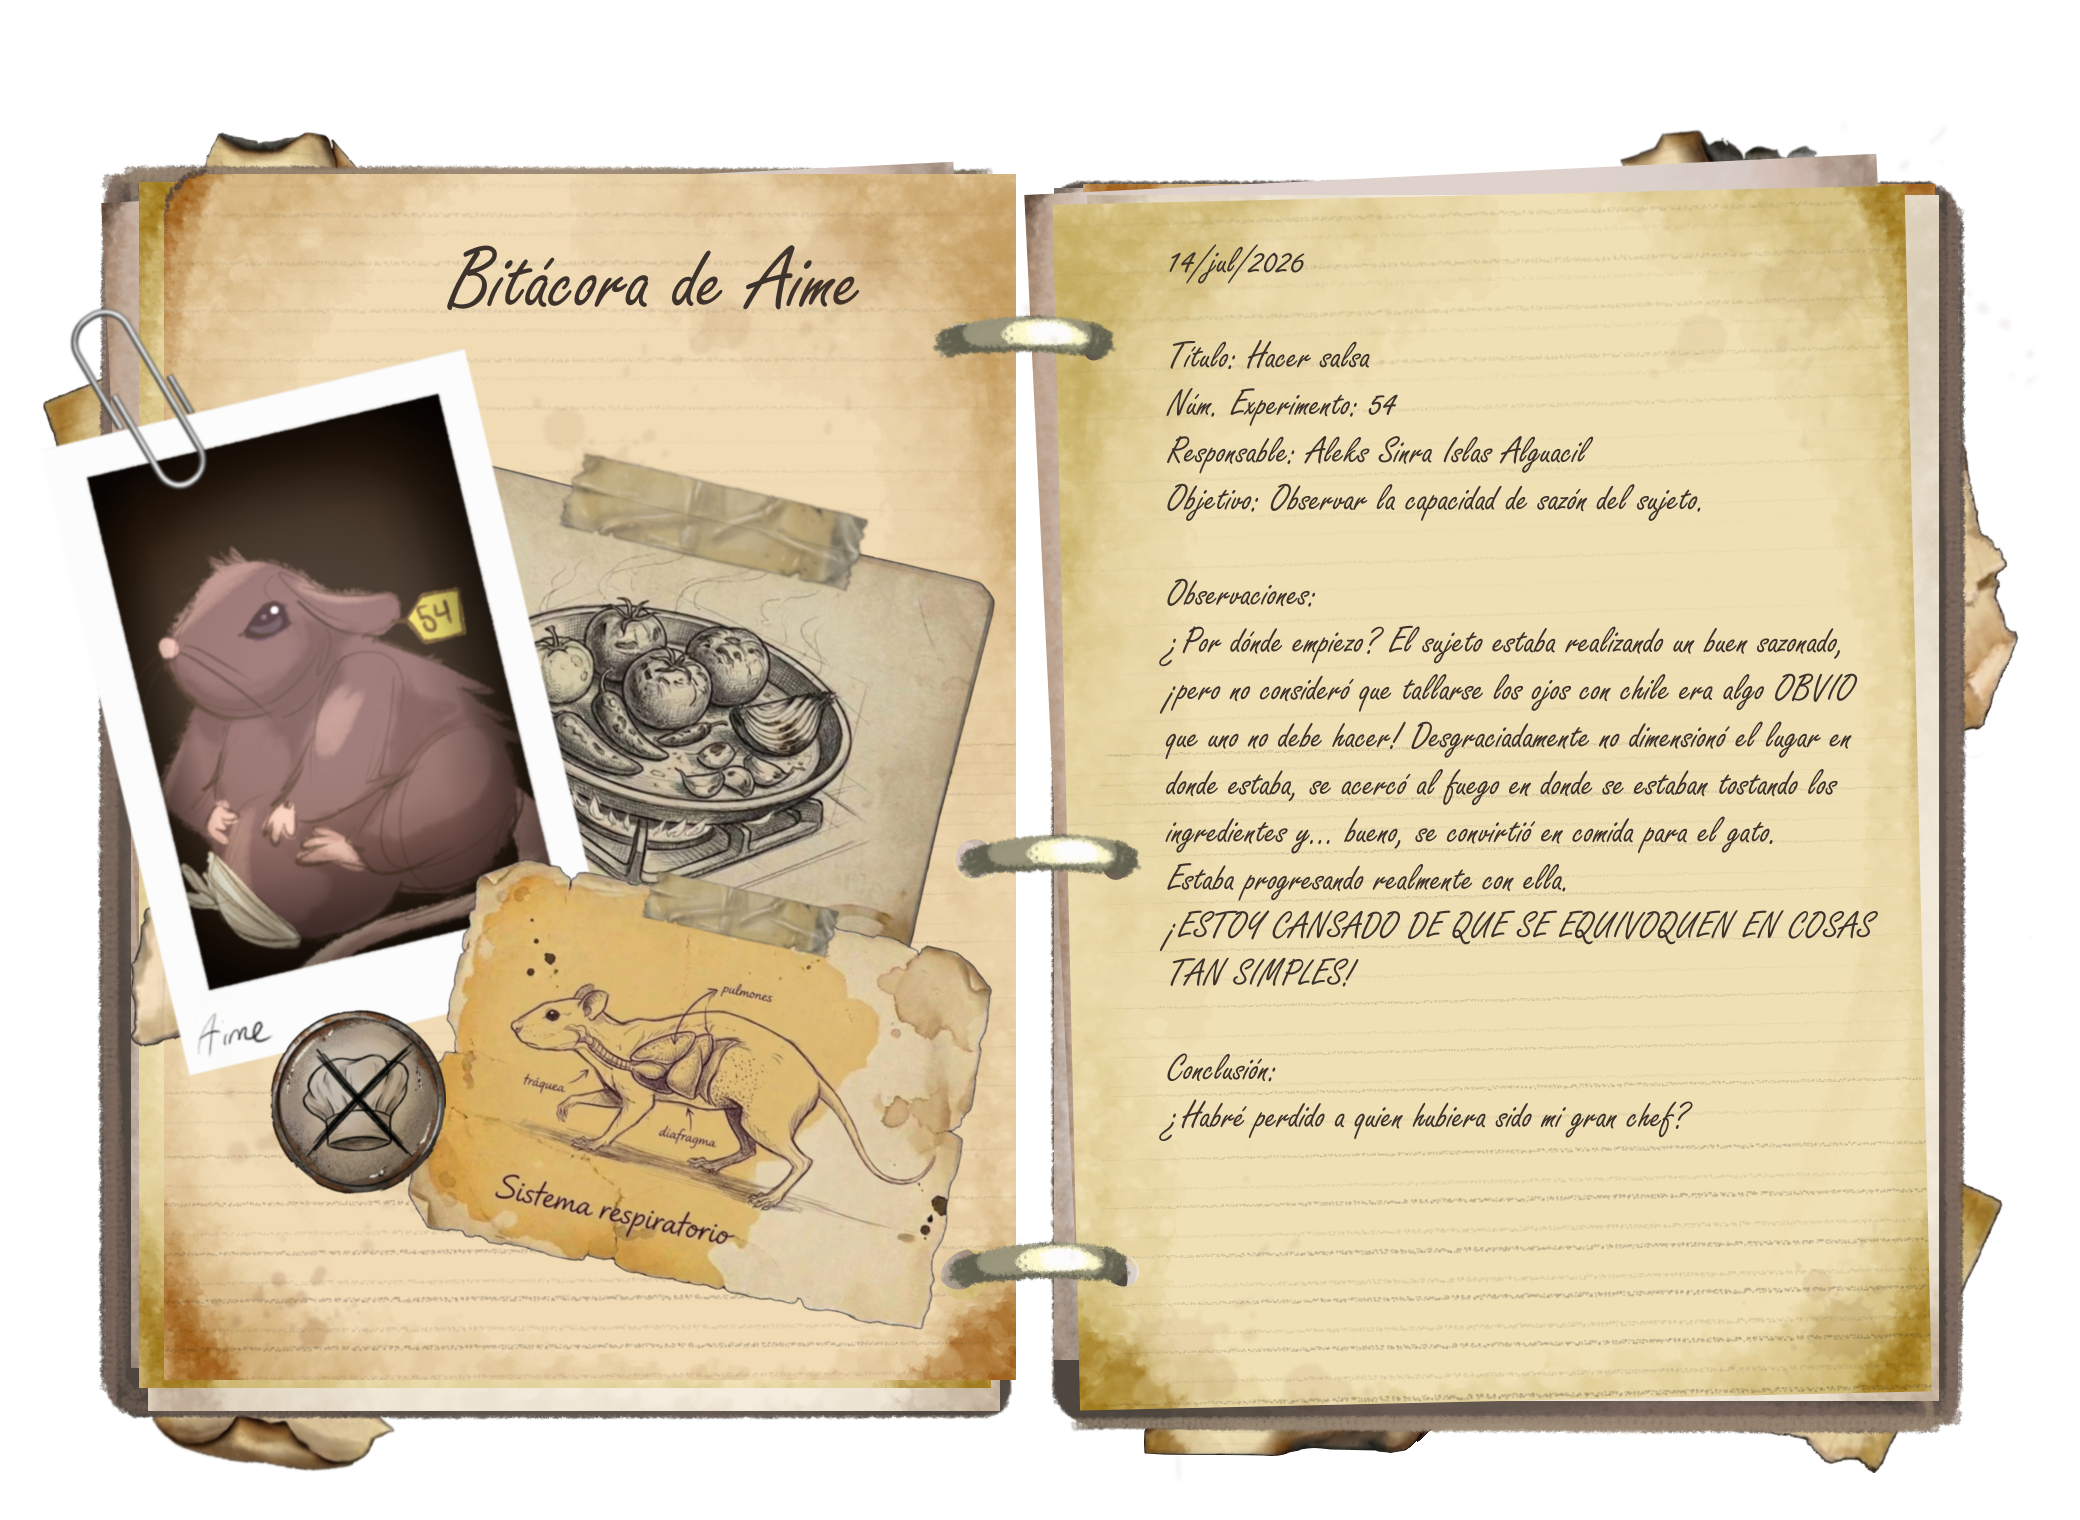 Bitácora de Aime
54
Aime
pulmones
tráquea
diafragma
Sistema respiratorio
14/jul/2026
Título: Hacer salsa
Núm. Experimento: 54
Responsable: Aleks Sinra Islas Alguacil
Objetivo: Observar la capacidad de sazón del sujeto.
Observaciones:
¿Por dónde empiezo? El sujeto estaba realizando un buen sazonado,
¡pero no consideró que tallarse los ojos con chile era algo OBVIO
que uno no debe hacer! Desgraciadamente no dimensionó el lugar en
donde estaba, se acercó al fuego en donde se estaban tostando los
ingredientes y... bueno, se convirtió en comida para el gato.
Estaba progresando realmente con ella.
¡ESTOY CANSADO DE QUE SE EQUIVOQUEN EN COSAS
TAN SIMPLES!
Conclusión:
¿Habré perdido a quien hubiera sido mi gran chef?